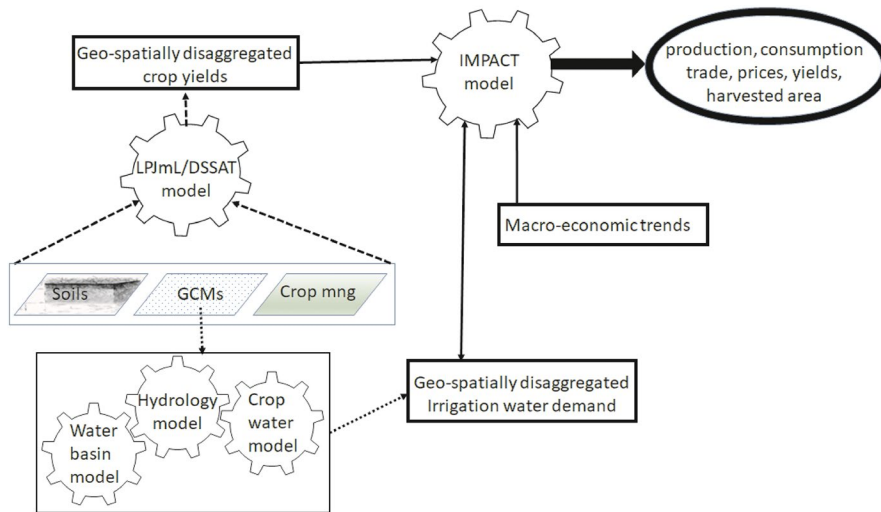 Geo-spatially disaggregated
crop yields
IMPACT
model
production, consumption
trade, prices, yields,
harvested area
LPJmL/DSSAT
model
Macro-economic trends
Soils
GCMs
Crop mng
Geo-spatially disaggregated
Irrigation water demand
Hydrology
model
Crop
water
model
Water
basin
model